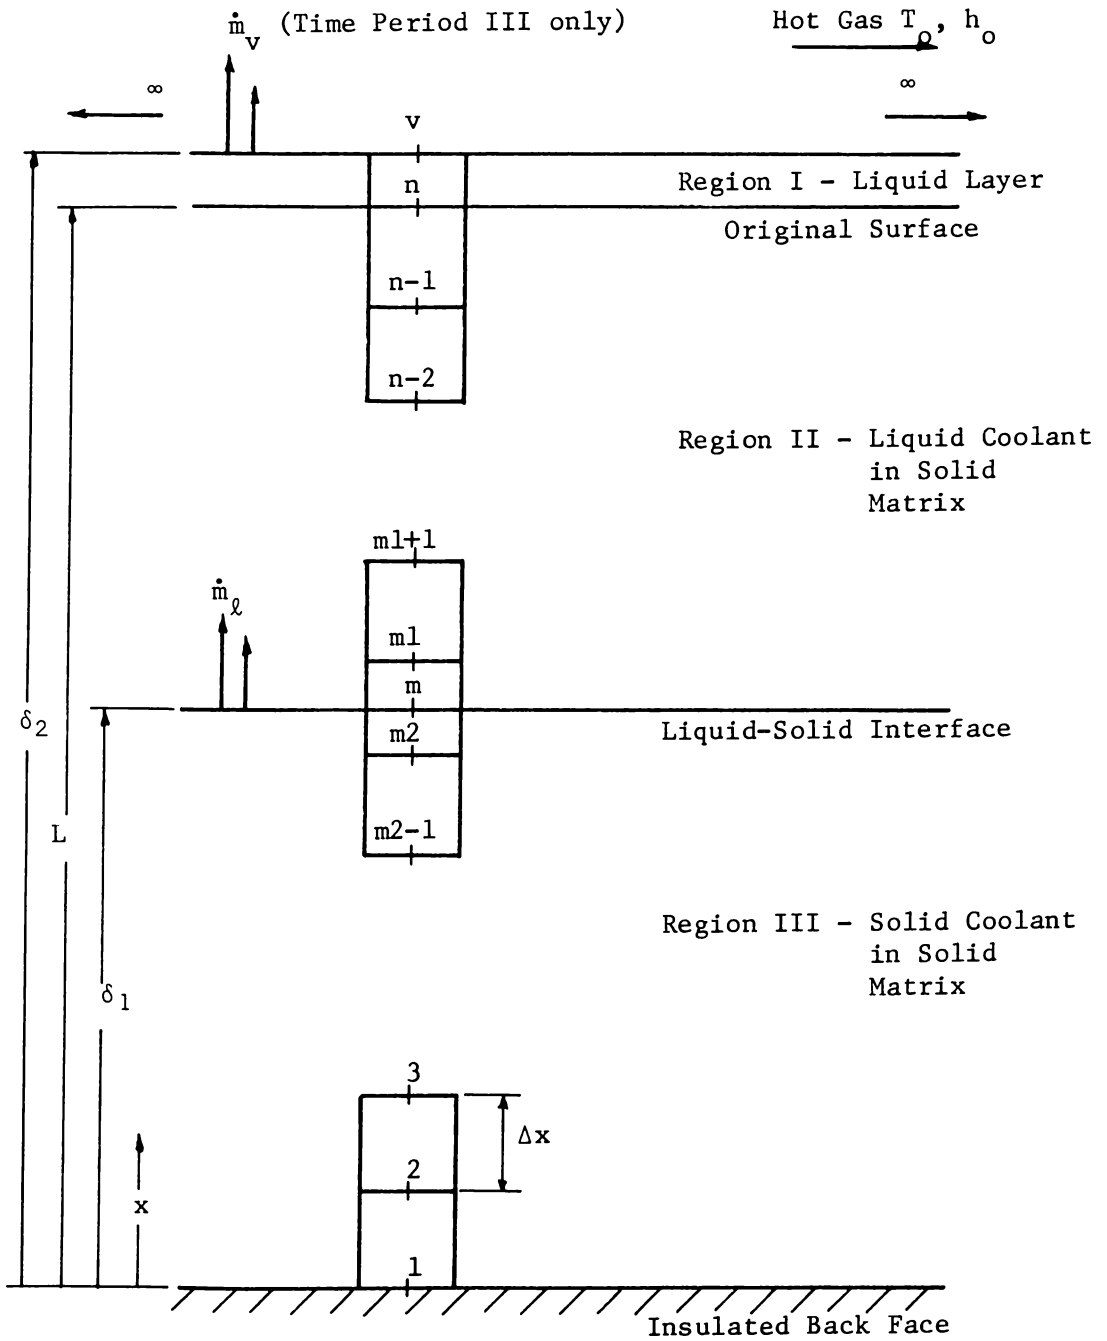 ṁv (Time Period III only)
Hot Gas To, ho
∞
∞
v
n
Region I - Liquid Layer
Original Surface
n-1
n-2
Region II - Liquid Coolant
in Solid
Matrix
m1+1
ṁℓ
m1
m
δ2
m2
Liquid-Solid Interface
L
m2-1
Region III - Solid Coolant
in Solid
Matrix
δ1
3
Δx
2
x
1
Insulated Back Face